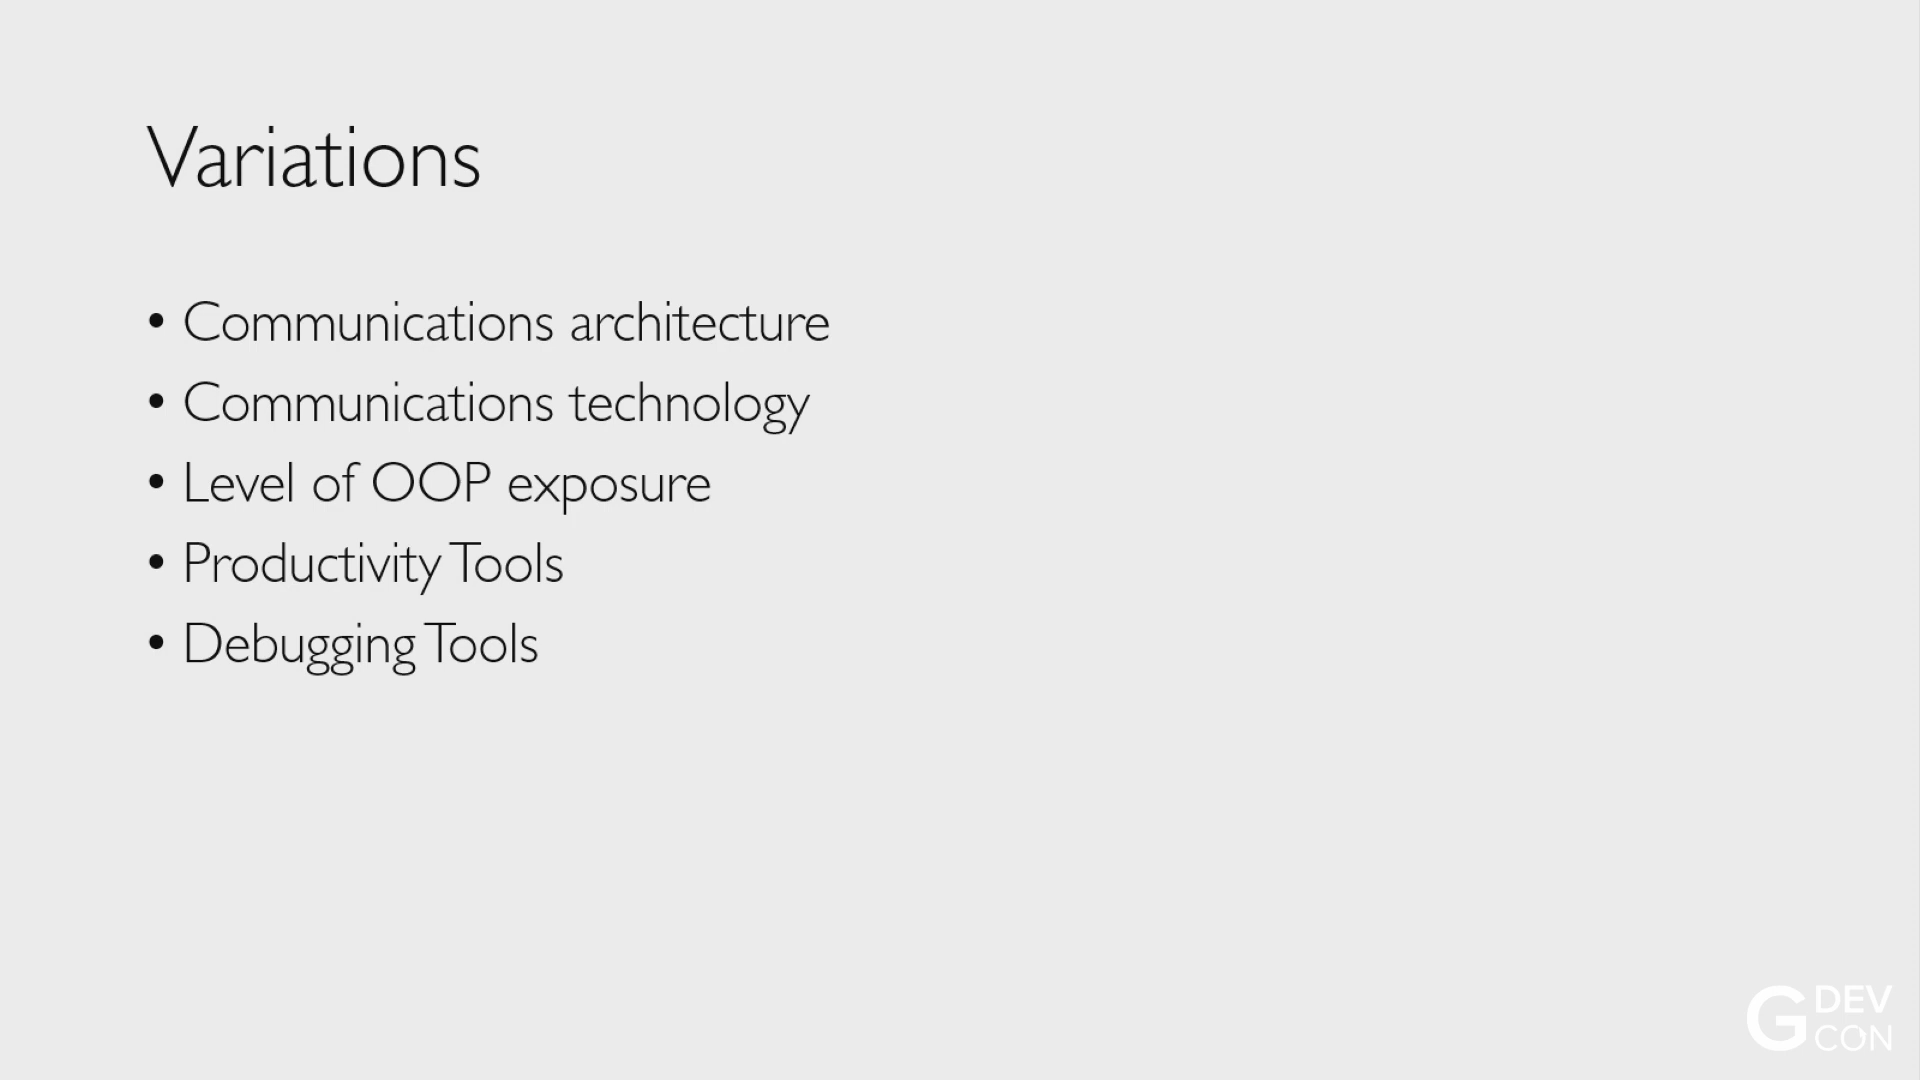 Variations
• Communications architecture
• Communications technology
• Level of OOP exposure
• Productivity Tools
• Debugging Tools
G DEV CON